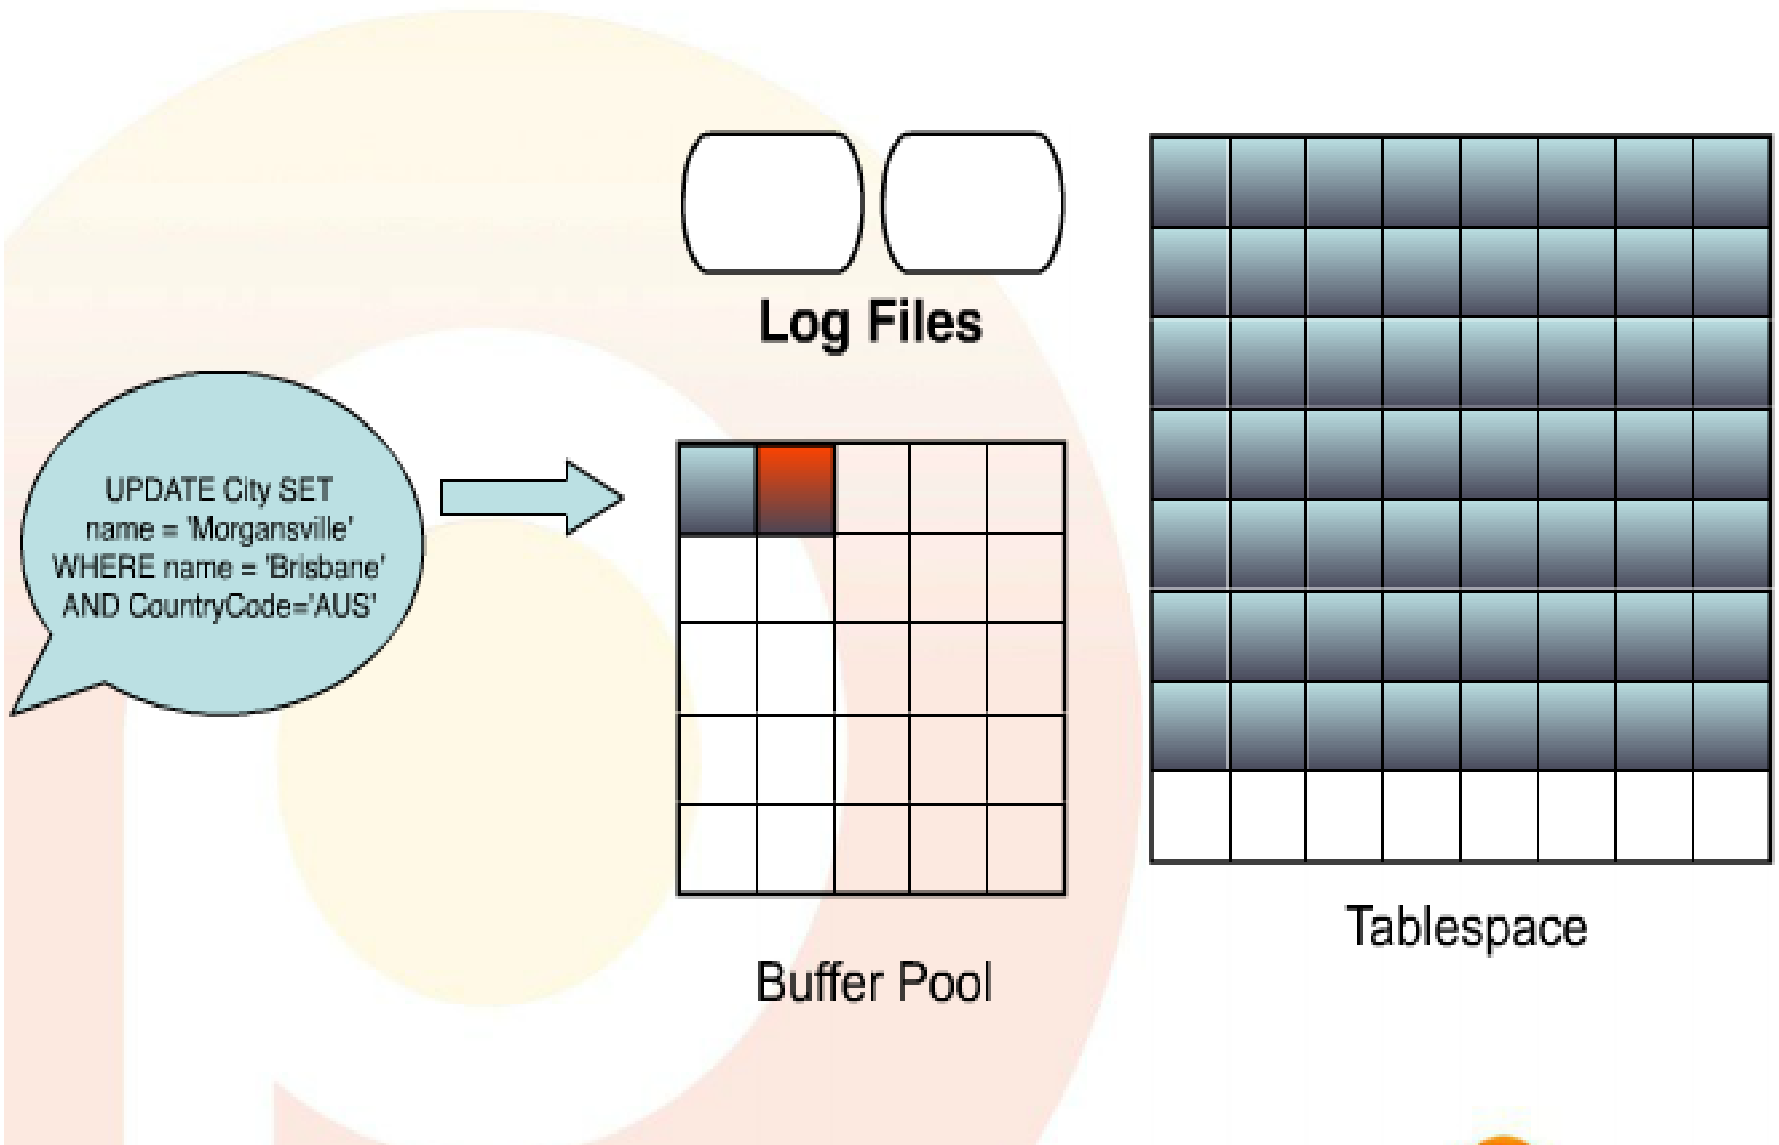 Log Files
UPDATE City SET
name = 'Morgansville'
WHERE name = 'Brisbane'
AND CountryCode='AUS'
Tablespace
Buffer Pool